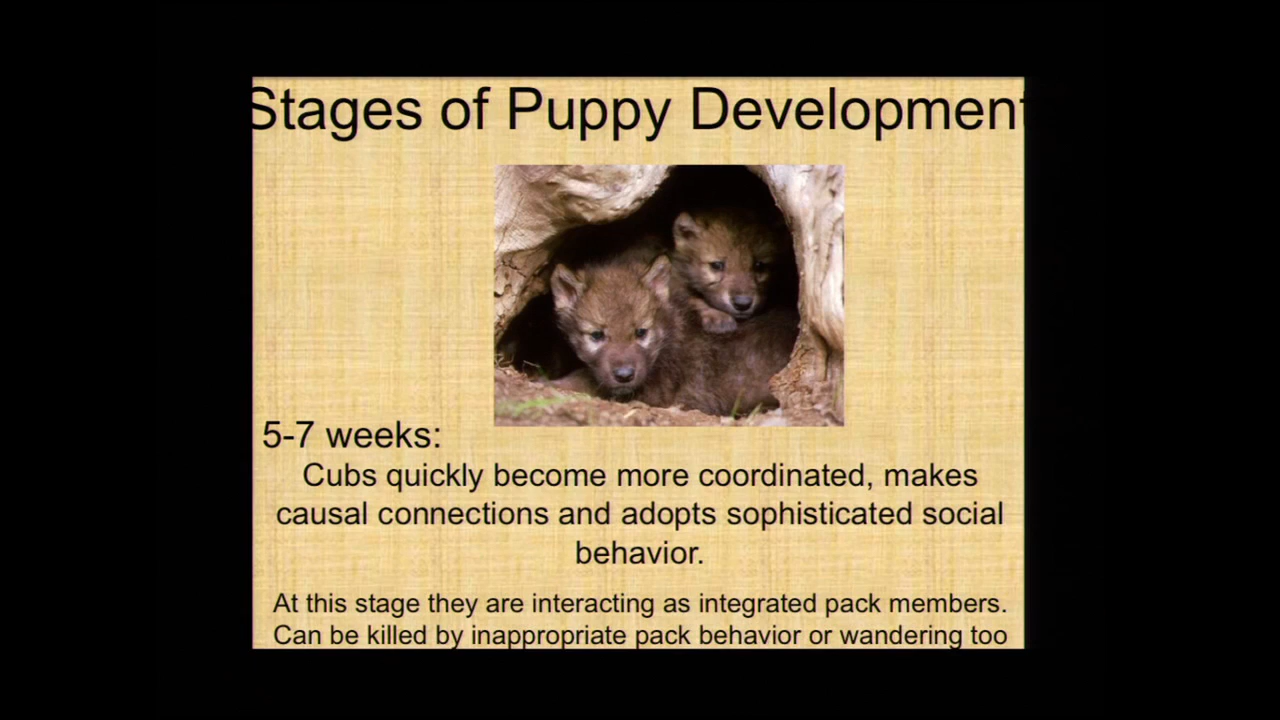 Stages of Puppy Development
5-7 weeks:
Cubs quickly become more coordinated, makes
causal connections and adopts sophisticated social
behavior.
At this stage they are interacting as integrated pack members.
Can be killed by inappropriate pack behavior or wandering too